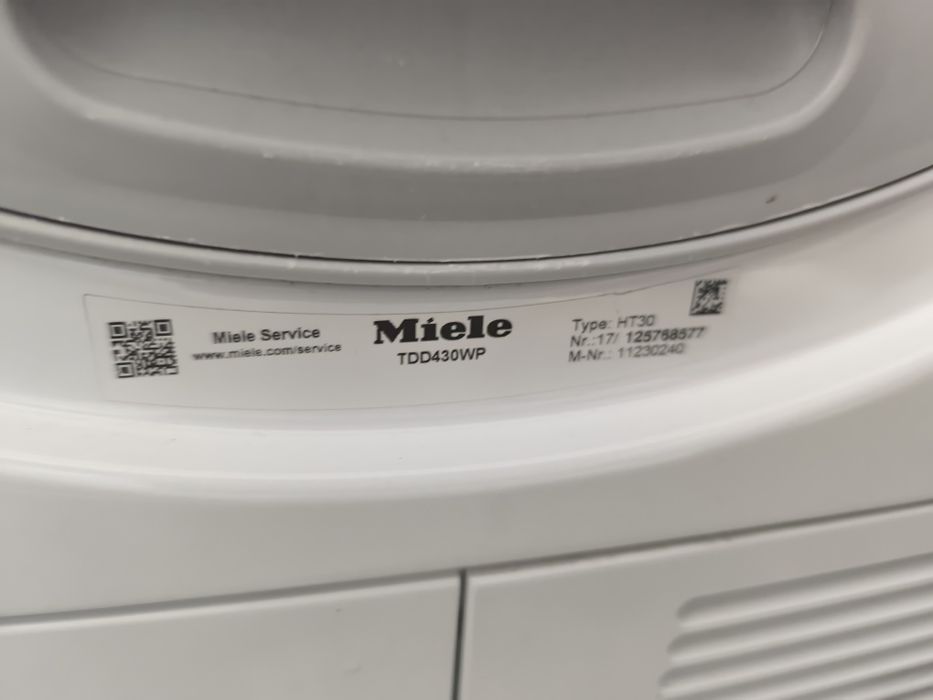 Miele Service
www.miele.com/service
Miele
TDD430WP
Type: HT30
Nr.:17/ 125768577
M-Nr.: 11230240